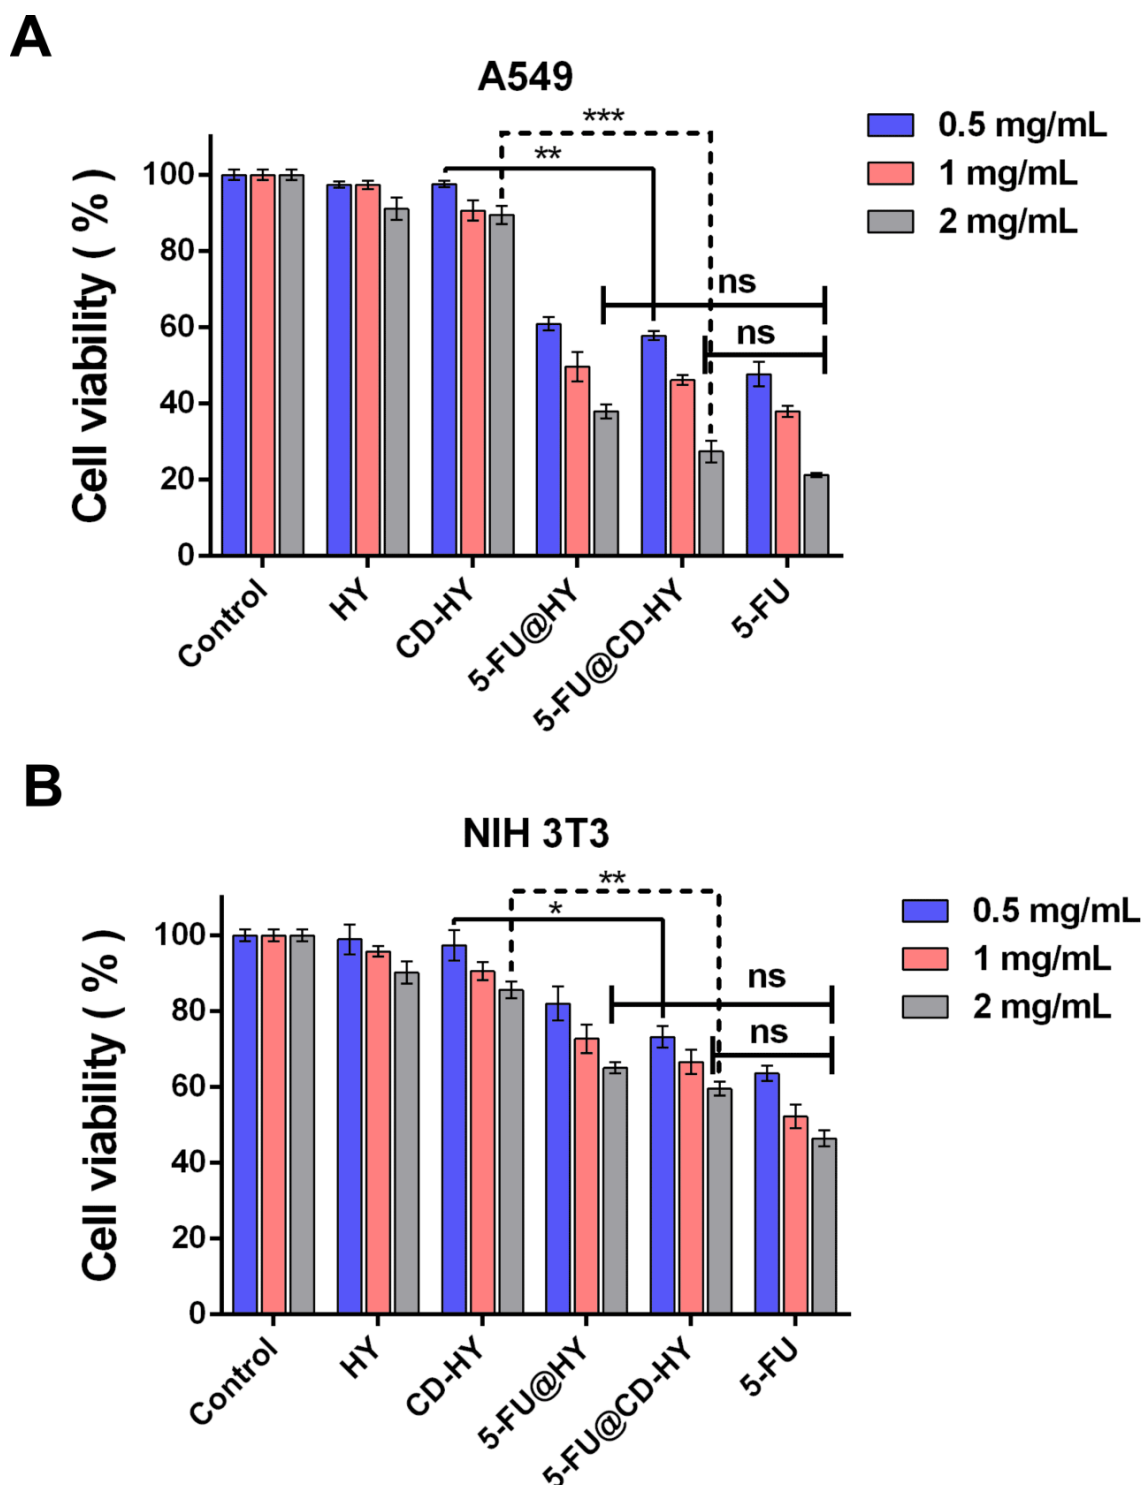 A
A549
***
**
0.5 mg/mL
1 mg/mL
2 mg/mL
Cell viability ( % )
100
80
60
40
20
0
ns
ns
Control
HY
CD-HY
5-FU@HY
5-FU@CD-HY
5-FU
B
NIH 3T3
**
*
0.5 mg/mL
1 mg/mL
2 mg/mL
Cell viability ( % )
100
80
60
40
20
0
ns
ns
Control
HY
CD-HY
5-FU@HY
5-FU@CD-HY
5-FU